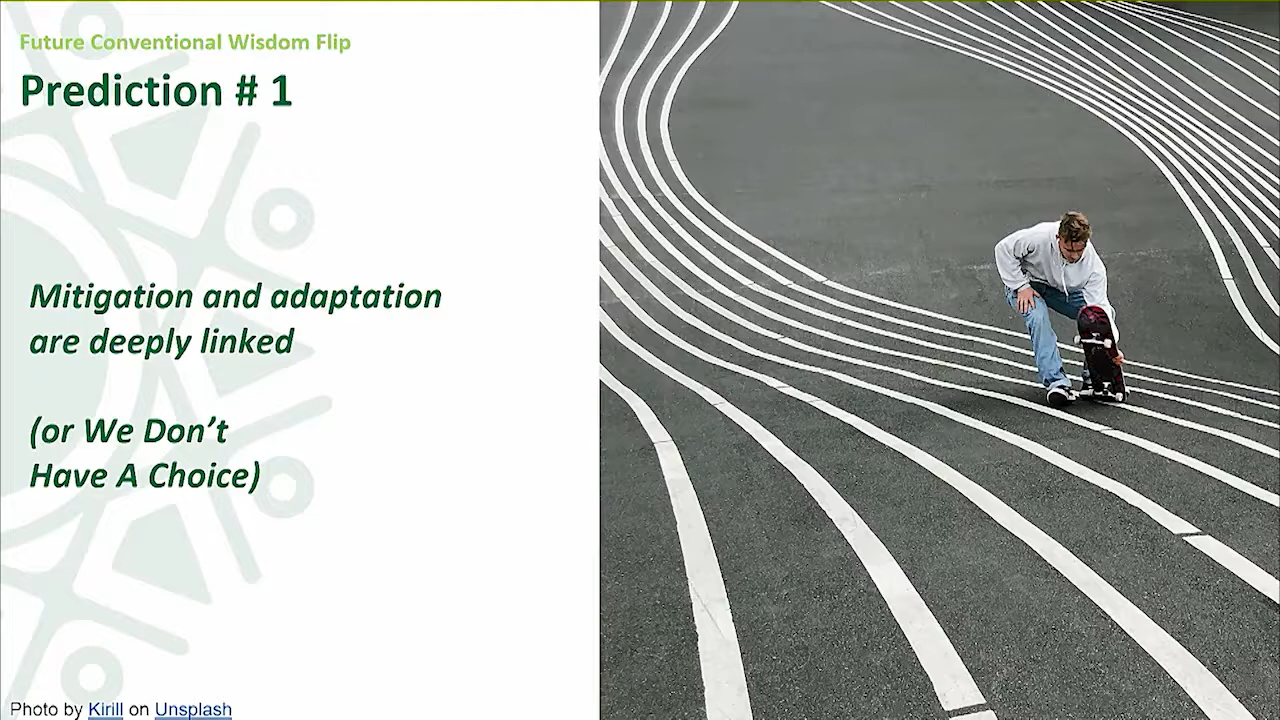 Future Conventional Wisdom Flip
Prediction # 1
Mitigation and adaptation
are deeply linked
(or We Don’t
Have A Choice)
Photo by Kirill on Unsplash